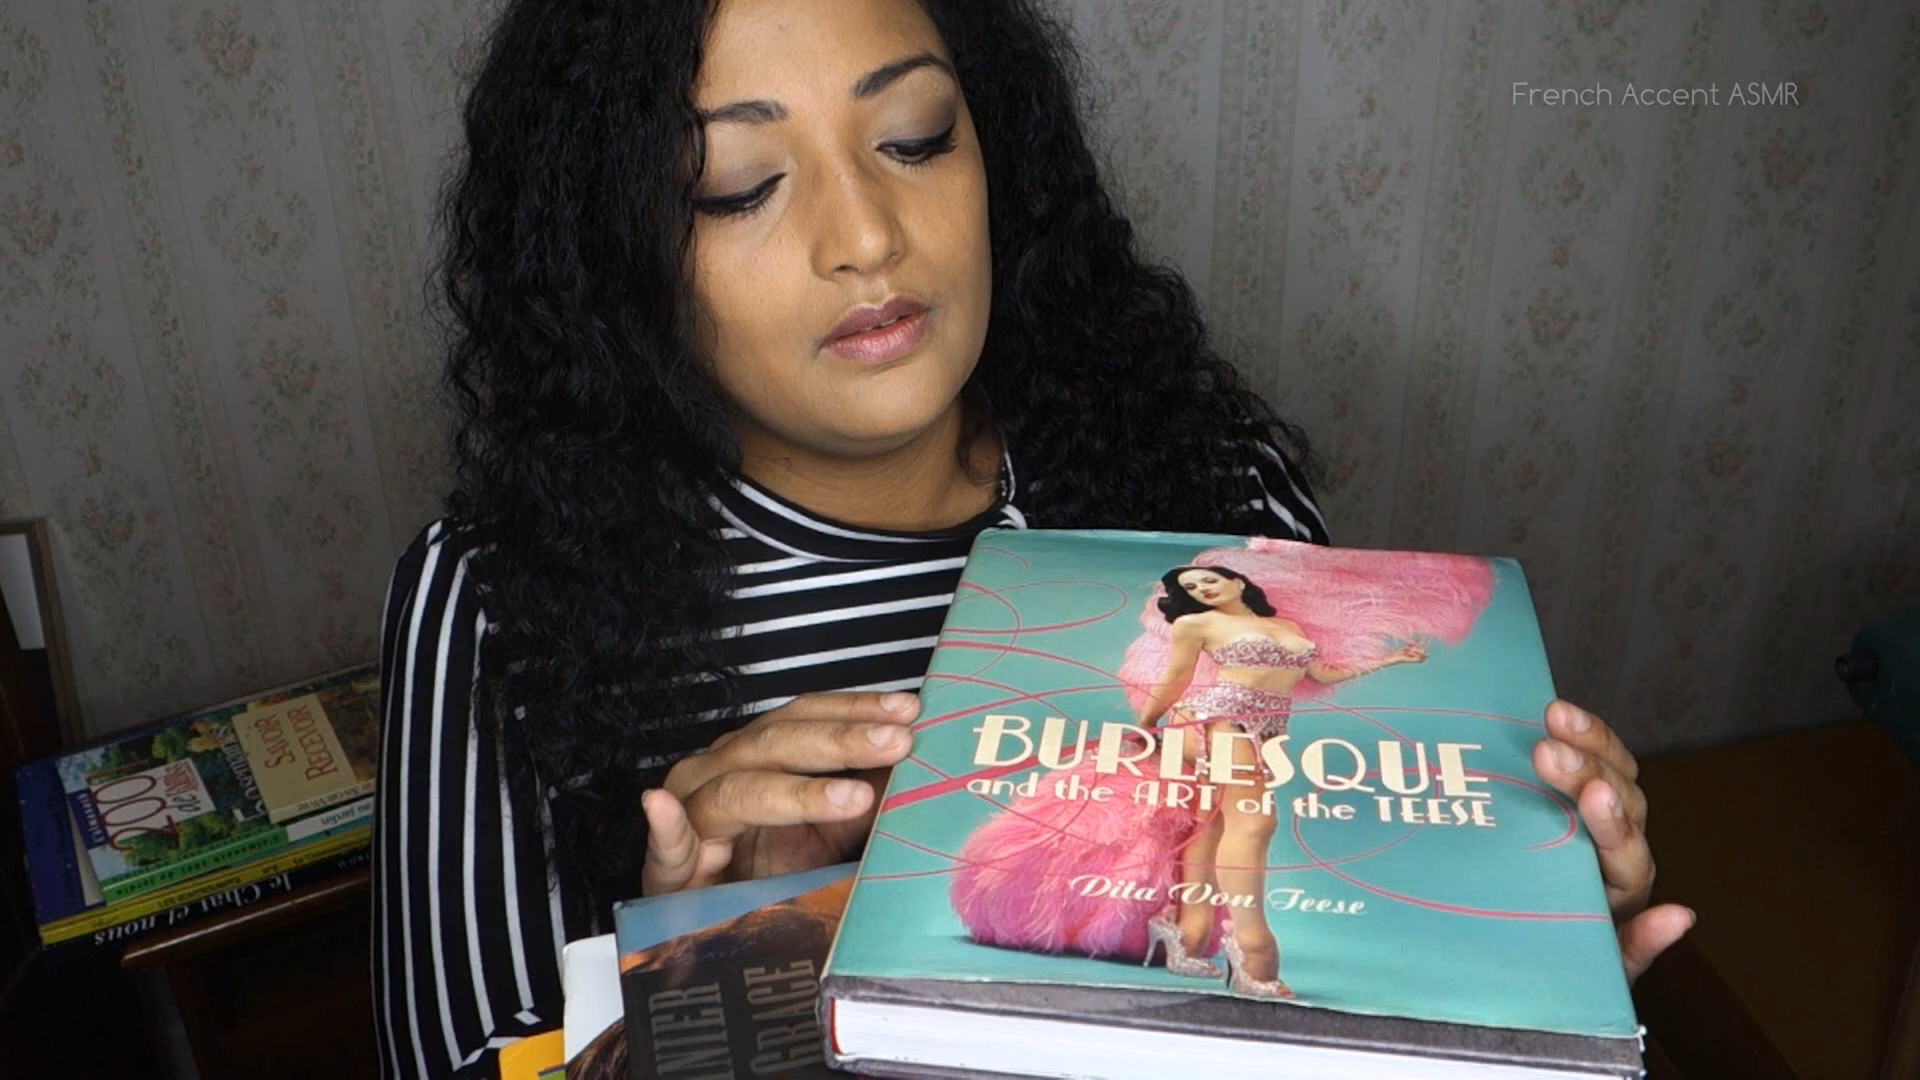 French Accent ASMR
BURLESQUE
and the ART of the TEESE
Dita Von Teese
SAVOIR
RECEVOIR
1001
le Chat et nous
GRACE